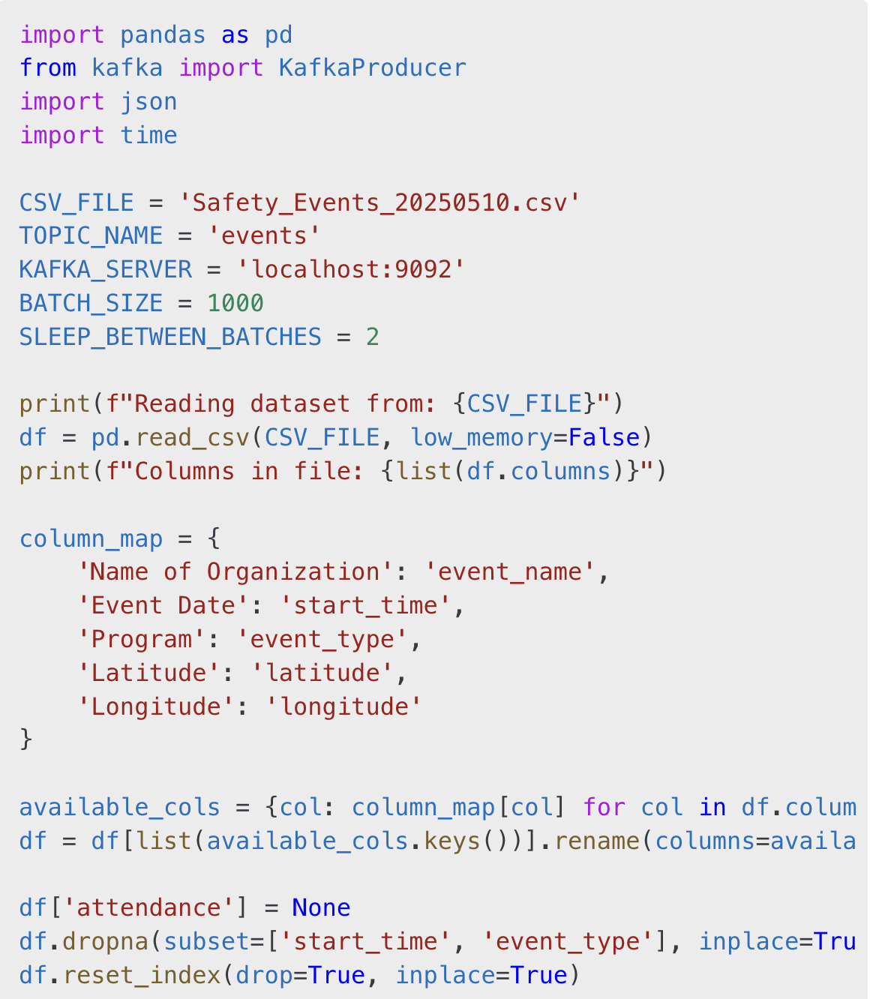 import pandas as pd
from kafka import KafkaProducer
import json
import time
CSV_FILE = 'Safety_Events_20250510.csv'
TOPIC_NAME = 'events'
KAFKA_SERVER = 'localhost:9092'
BATCH_SIZE = 1000
SLEEP_BETWEEN_BATCHES = 2
print(f"Reading dataset from: {CSV_FILE}")
df = pd.read_csv(CSV_FILE, low_memory=False)
print(f"Columns in file: {list(df.columns)}")
column_map = {
    'Name of Organization': 'event_name',
    'Event Date': 'start_time',
    'Program': 'event_type',
    'Latitude': 'latitude',
    'Longitude': 'longitude'
}
available_cols = {col: column_map[col] for col in df.colum
df = df[list(available_cols.keys())].rename(columns=availa
df['attendance'] = None
df.dropna(subset=['start_time', 'event_type'], inplace=Tru
df.reset_index(drop=True, inplace=True)